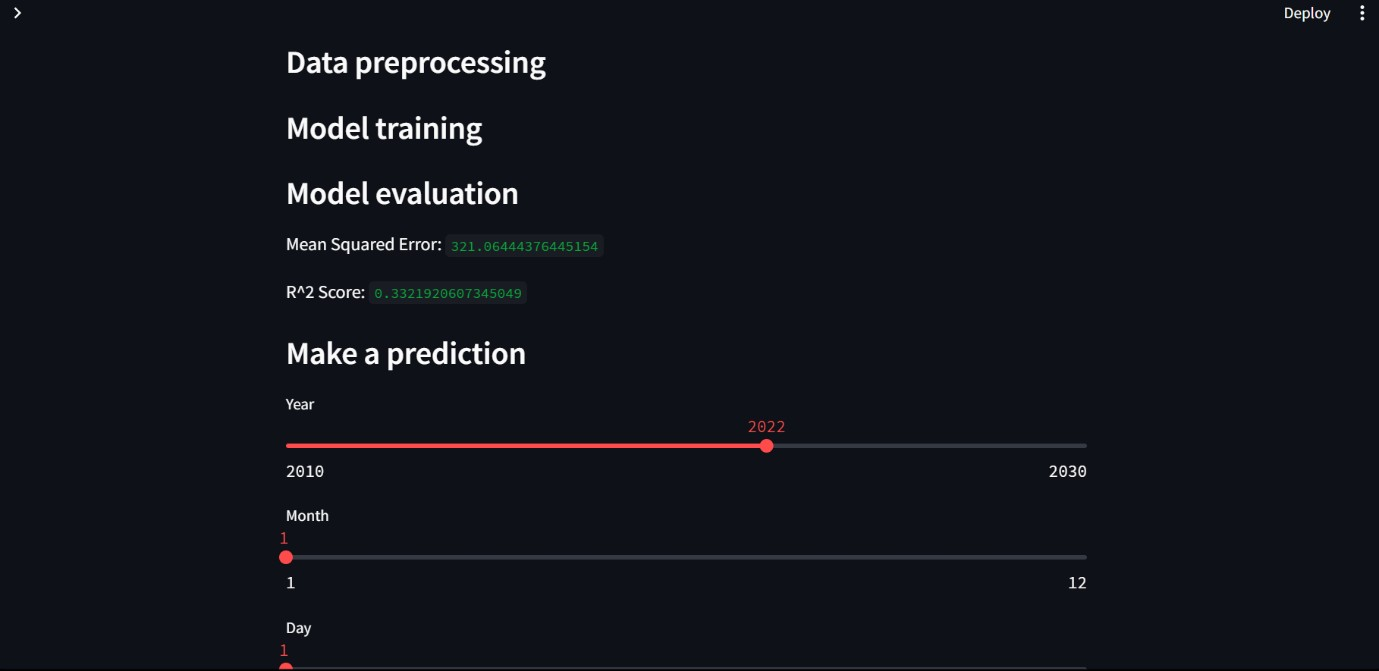 Deploy
Data preprocessing
Model training
Model evaluation
Mean Squared Error: 321.06444376445154
R^2 Score: 0.3321920607345049
Make a prediction
Year
2022
2010 2030
Month
1
1 12
Day
1